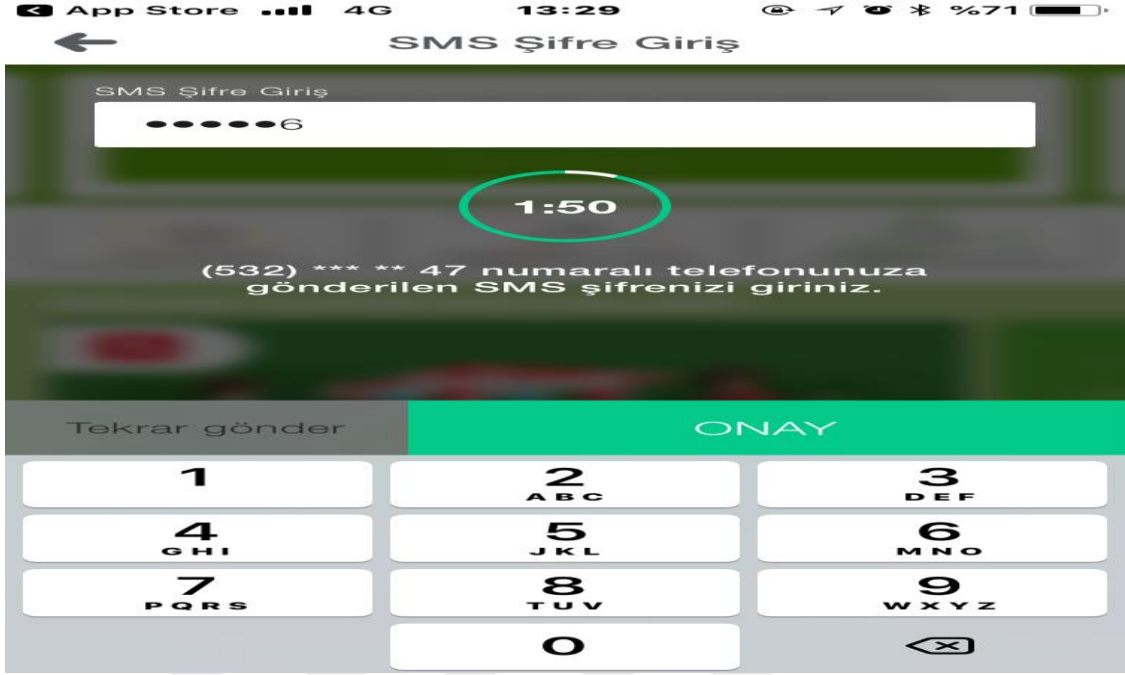 App Store 4G 13:29 %71
SMS Şifre Giriş
SMS Şifre Giriş
●●●●●6
1:50
(532) *** ** 47 numaralı telefonunuza
gönderilen SMS şifrenizi giriniz.
Tekrar gönder ONAY
1 2 3
ABC DEF
4 5 6
GHI JKL MNO
7 8 9
PQRS TUV WXYZ
0